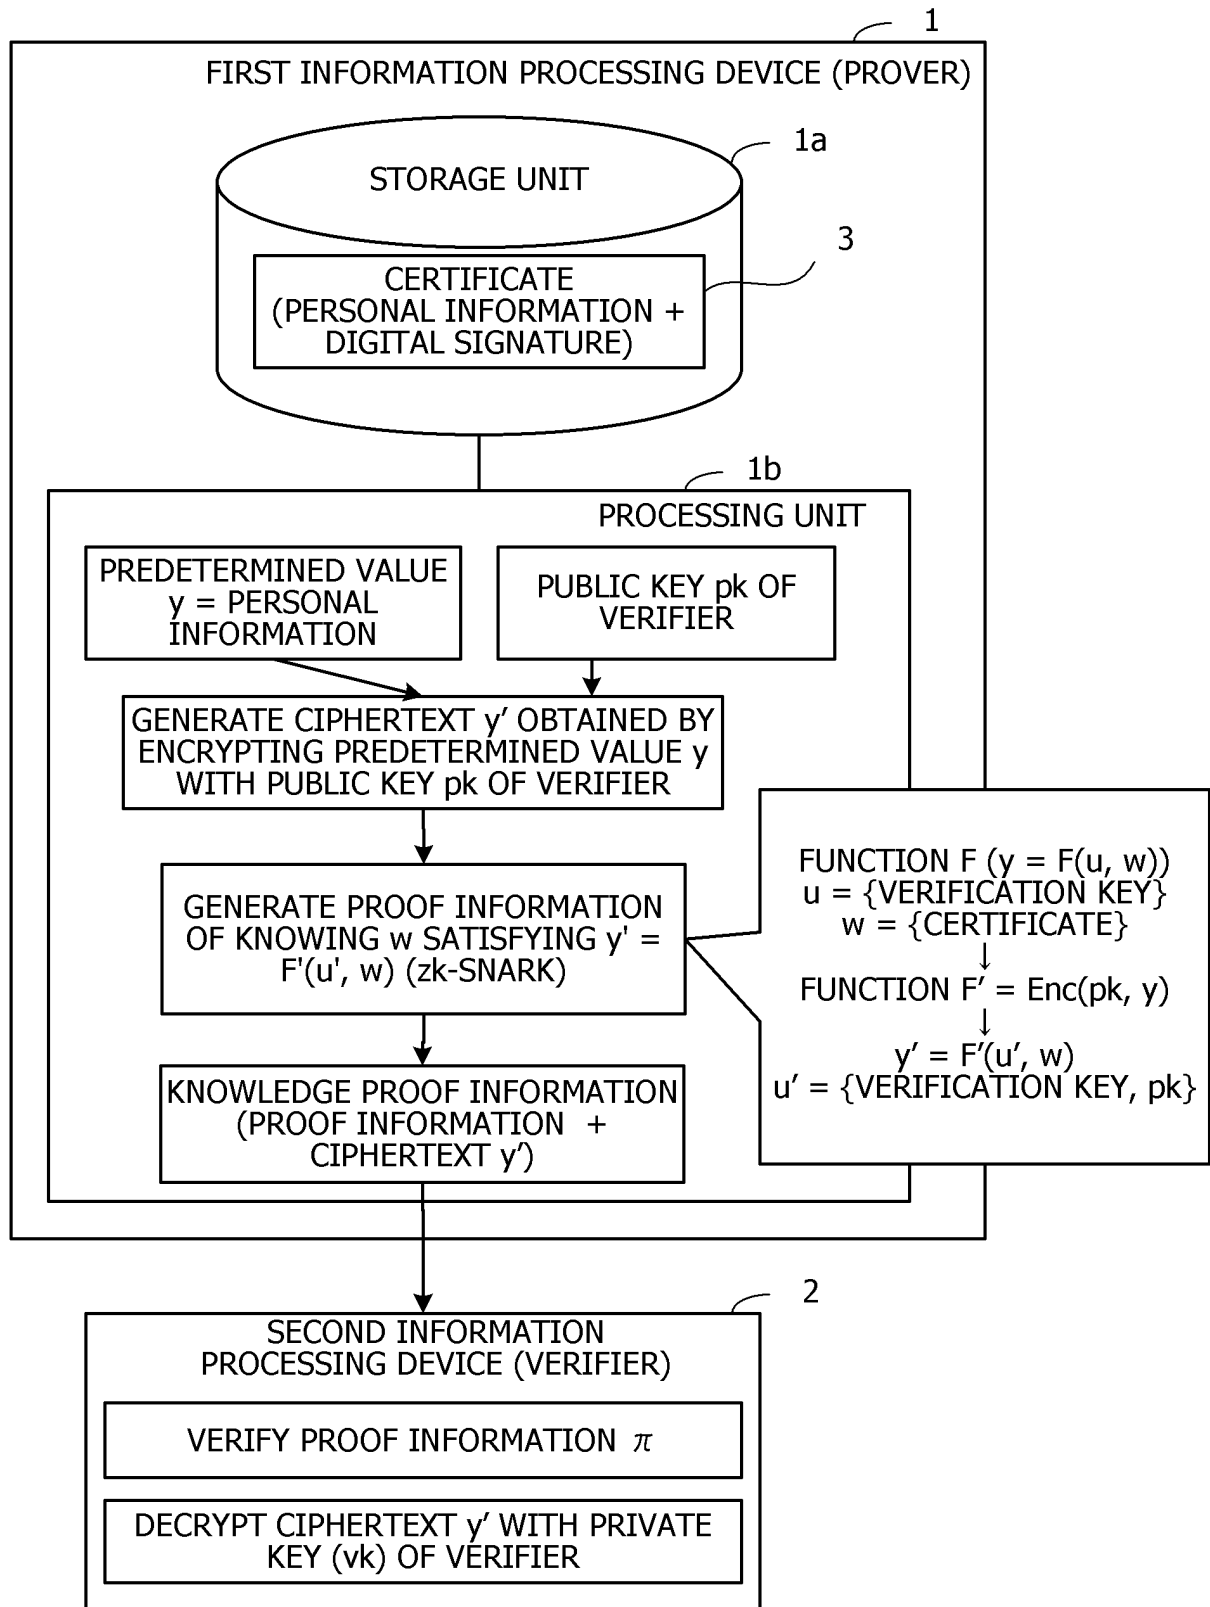 1
FIRST INFORMATION PROCESSING DEVICE (PROVER)
1a
STORAGE UNIT
3
CERTIFICATE
(PERSONAL INFORMATION +
DIGITAL SIGNATURE)
1b
PROCESSING UNIT
PREDETERMINED VALUE
y = PERSONAL
INFORMATION
PUBLIC KEY pk OF
VERIFIER
GENERATE CIPHERTEXT y′ OBTAINED BY
ENCRYPTING PREDETERMINED VALUE y
WITH PUBLIC KEY pk OF VERIFIER
GENERATE PROOF INFORMATION
OF KNOWING w SATISFYING y' =
F'(u', w) (zk-SNARK)
FUNCTION F (y = F(u, w))
u = {VERIFICATION KEY}
w = {CERTIFICATE}
↓
FUNCTION F′ = Enc(pk, y)
↓
y′ = F′(u′, w)
u′ = {VERIFICATION KEY, pk}
KNOWLEDGE PROOF INFORMATION
(PROOF INFORMATION +
CIPHERTEXT y′)
2
SECOND INFORMATION
PROCESSING DEVICE (VERIFIER)
VERIFY PROOF INFORMATION π
DECRYPT CIPHERTEXT y′ WITH PRIVATE
KEY (vk) OF VERIFIER